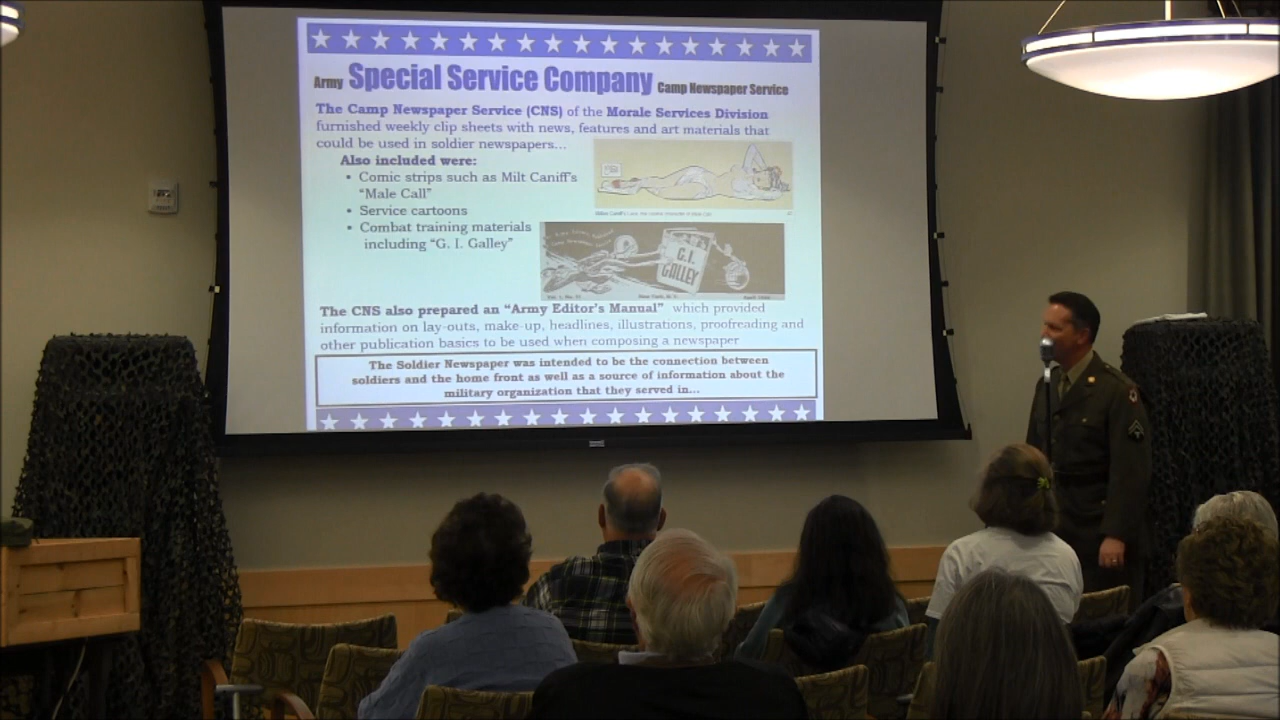 Army Special Service Company Camp Newspaper Service
The Camp Newspaper Service (CNS) of the Morale Services Division
furnished weekly clip sheets with news, features and art materials that
could be used in soldier newspapers...
Also included were:
• Comic strips such as Milt Caniff's
"Male Call"
• Service cartoons
• Combat training materials
including "G. I. Galley"
G.I.
GALLEY
The CNS also prepared an "Army Editor's Manual" which provided
information on lay-outs, make-up, headlines, illustrations, proofreading and
other publication basics to be used when composing a newspaper
The Soldier Newspaper was intended to be the connection between
soldiers and the home front as well as a source of information about the
military organization that they served in...